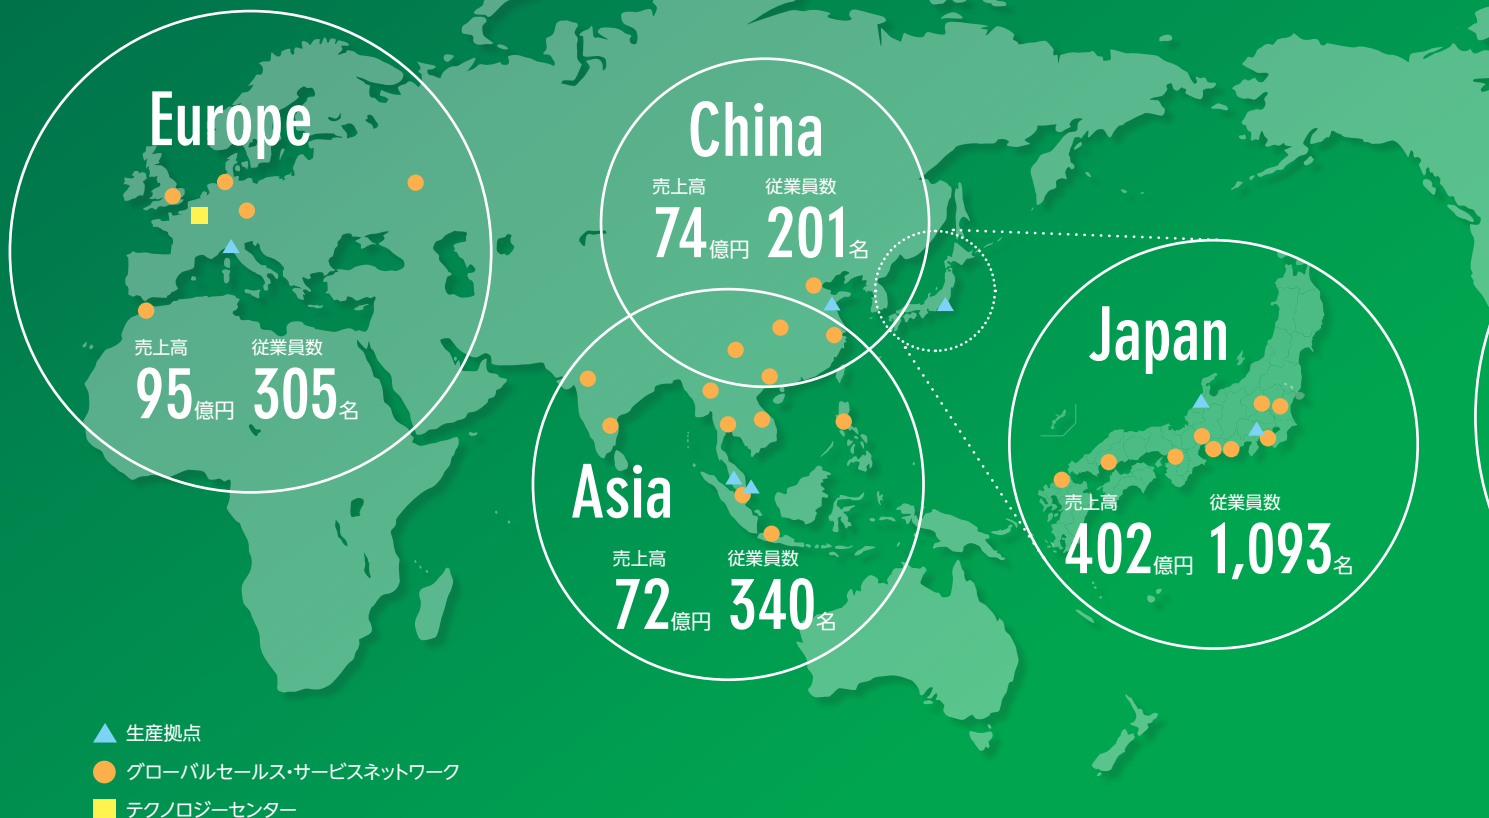 Europe
売上高 従業員数
95億円 305名
China
売上高 従業員数
74億円 201名
Asia
売上高 従業員数
72億円 340名
Japan
売上高 従業員数
402億円 1,093名
生産拠点
グローバルセールス・サービスネットワーク
テクノロジーセンター